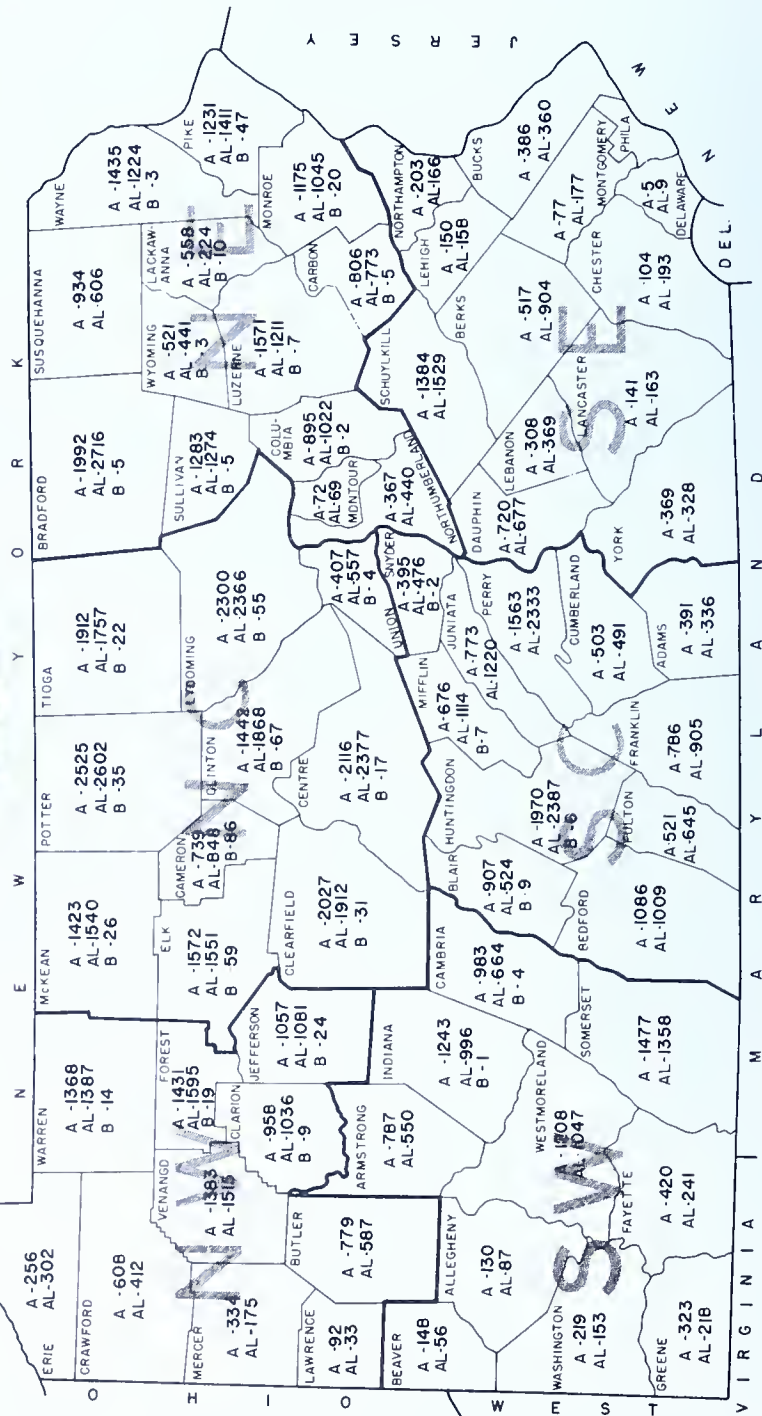 N E W Y O R K
ERIE
A -256
AL-302
CRAWFORD
A -608
AL-412
WARREN
A -1368
AL-1387
B -14
McKEAN
A -1423
AL-1540
B -26
POTTER
A -2525
AL-2602
B -35
TIOGA
A -1912
AL-1757
B -22
BRADFORD
A -1992
AL-2716
B -5
SUSQUEHANNA
A -934
AL-606
WAYNE
A -1435
AL-1224
B -3
MERCER
A -334
AL-175
VENANGO
A -1383
AL-1515
FOREST
A -1431
AL-1595
B -19
ELK
A -1572
AL-1551
B -59
CAMERON
A -739
AL-848
B -86
CLINTON
A -1442
AL-1868
B -67
LYCOMING
A -2300
AL-2366
B -55
SULLIVAN
A -1283
AL-1274
B -5
WYOMING
A -521
AL-441
B -3
LACKAW-
ANNA
A -558
AL-224
B -10
PIKE
A -1231
AL-1411
B -47
LUZERNE
A -1571
AL-1211
B -7
MONROE
A -1175
AL-1045
B -20
NW
NC
NE
LAWRENCE
A -92
AL-33
BUTLER
A -779
AL-587
CLARION
A -958
AL-1036
B -9
JEFFERSON
A -1057
AL-1081
B -24
CLEARFIELD
A -2027
AL-1912
B -31
CENTRE
A -2116
AL-2377
B -17
UNION
A -407
AL-557
B -4
MONTOUR
A -72
AL-69
COLU-
MBIA
A -895
AL-1022
B -2
CARBON
A -806
AL-773
B -5
NORTHAMPTON
A -203
AL-166
BEAVER
A -148
AL-56
ARMSTRONG
A -787
AL-550
INDIANA
A -1243
AL-996
B -1
CAMBRIA
A -983
AL-664
B -4
BLAIR
A -907
AL-524
B -9
HUNTINGDON
A -1970
AL-2387
B -6
MIFFLIN
A -676
AL-1114
B -7
SNYDER
A -395
AL-476
B -2
JUNIATA
A -773
AL-1220
NORTHUMBERLAND
A -367
AL-440
SCHUYLKILL
A -1384
AL-1529
LEHIGH
A -150
AL-158
ALLEGHENY
A -130
AL-87
WESTMORELAND
AL-1047
PERRY
A -1563
AL-2333
DAUPHIN
A -720
AL-677
LEBANON
A -308
AL-369
BERKS
A -517
AL-904
BUCKS
A -386
AL-360
MONTGOMERY
A -77
AL-177
PHILA
WASHINGTON
A -219
AL-153
FAYETTE
A -420
AL-241
SOMERSET
A -1477
AL-1358
BEDFORD
A -1086
AL-1009
FULTON
A -521
AL-645
FRANKLIN
A -786
AL-905
CUMBERLAND
A -503
AL-491
ADAMS
A -391
AL-336
YORK
A -369
AL-328
LANCASTER
A -141
AL-163
CHESTER
A -104
AL-193
DELAWARE
A -5
AL-9
GREENE
A -323
AL-218
SW
SC
SE
O H I O
W E S T
V I R G I N I A
M A R Y L A N D
DEL.
N E W
J E R S E Y